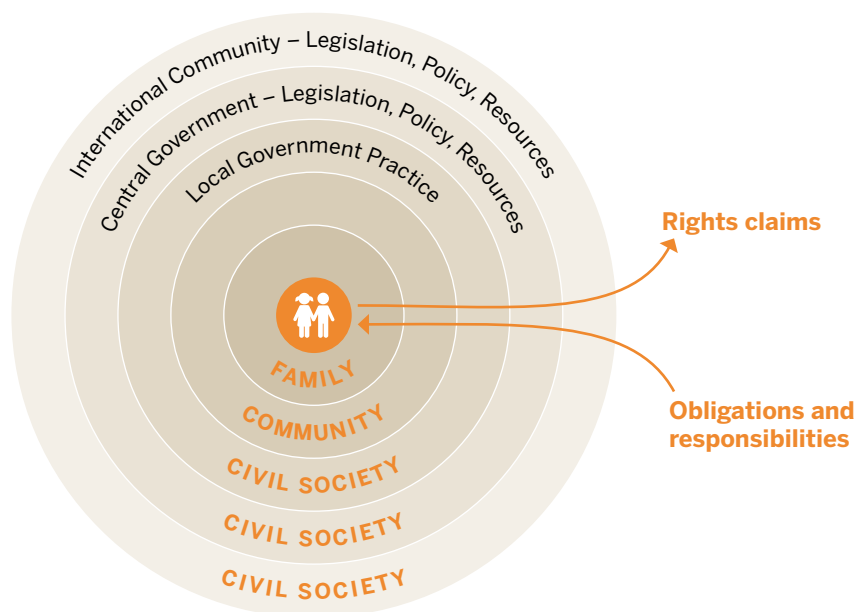 International Community – Legislation, Policy, Resources
Central Government – Legislation, Policy, Resources
Local Government Practice
Rights claims
FAMILY
Obligations and
responsibilities
COMMUNITY
CIVIL SOCIETY
CIVIL SOCIETY
CIVIL SOCIETY